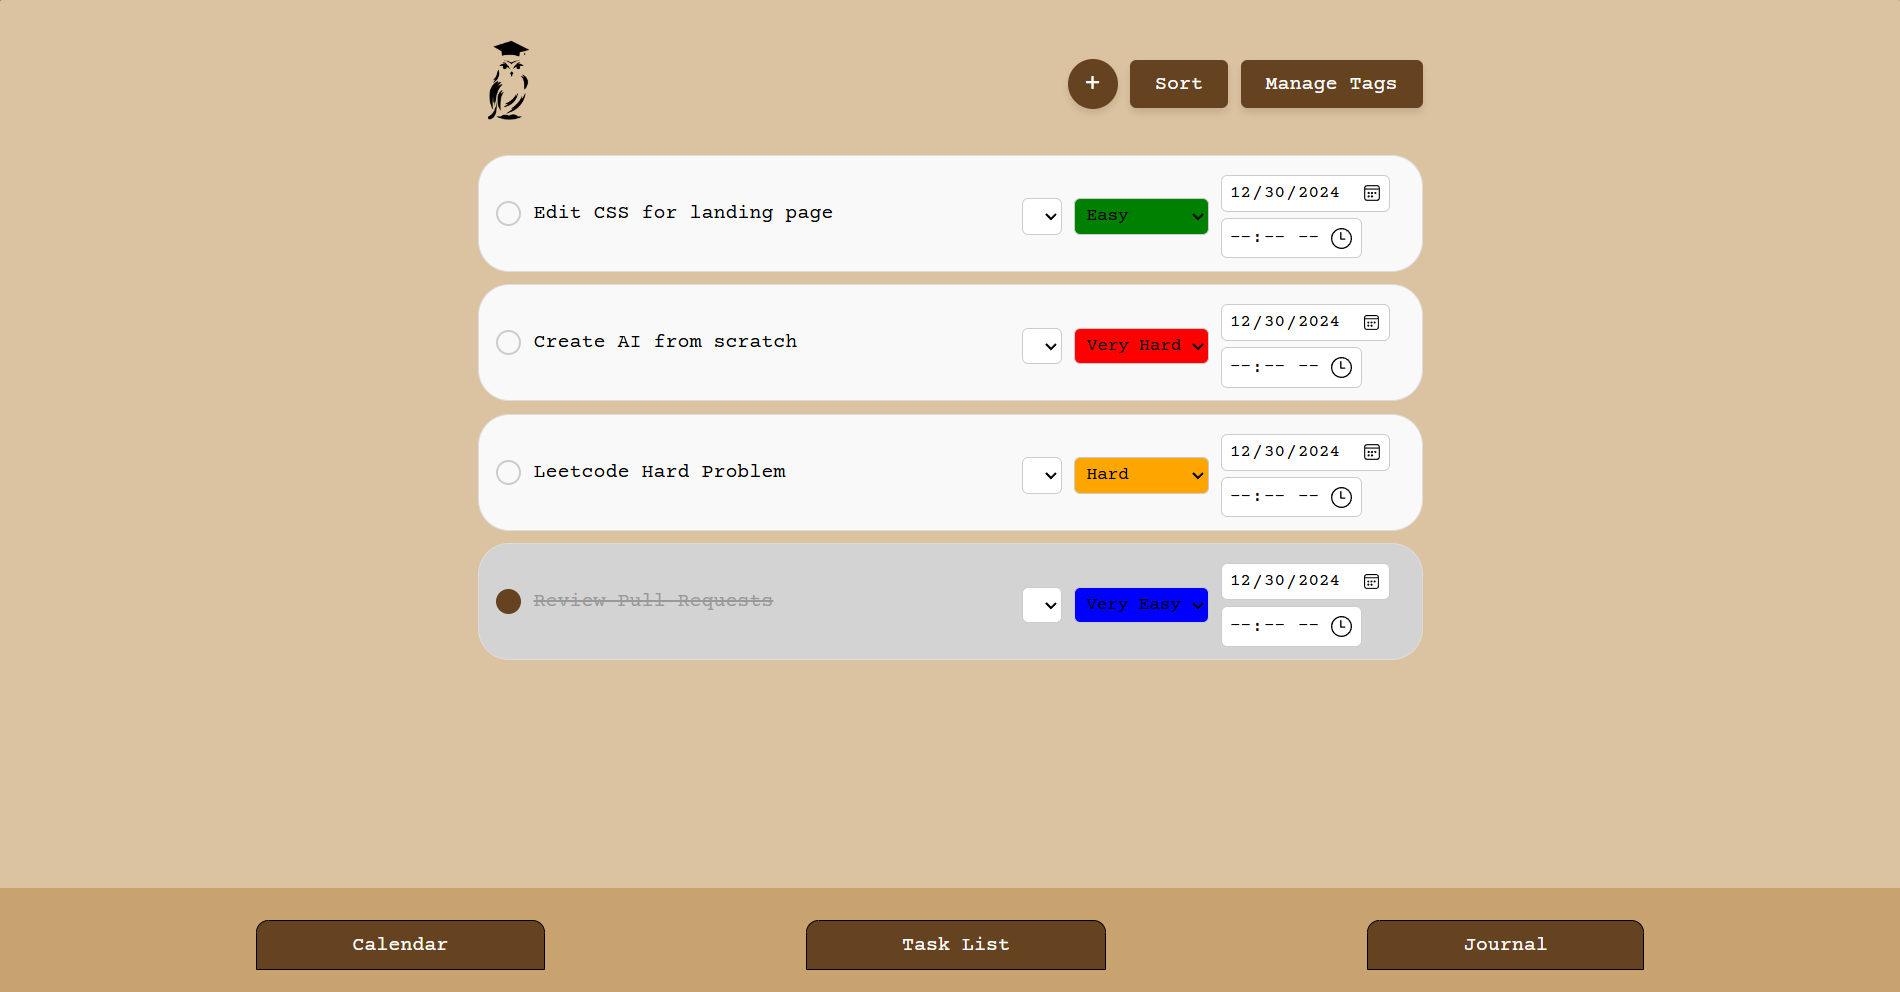 + Sort Manage Tags
Edit CSS for landing page Easy 12/30/2024
--:-- --
Create AI from scratch Very Hard 12/30/2024
--:-- --
Leetcode Hard Problem Hard 12/30/2024
--:-- --
Review Pull Requests Very Easy 12/30/2024
--:-- --
Calendar Task List Journal